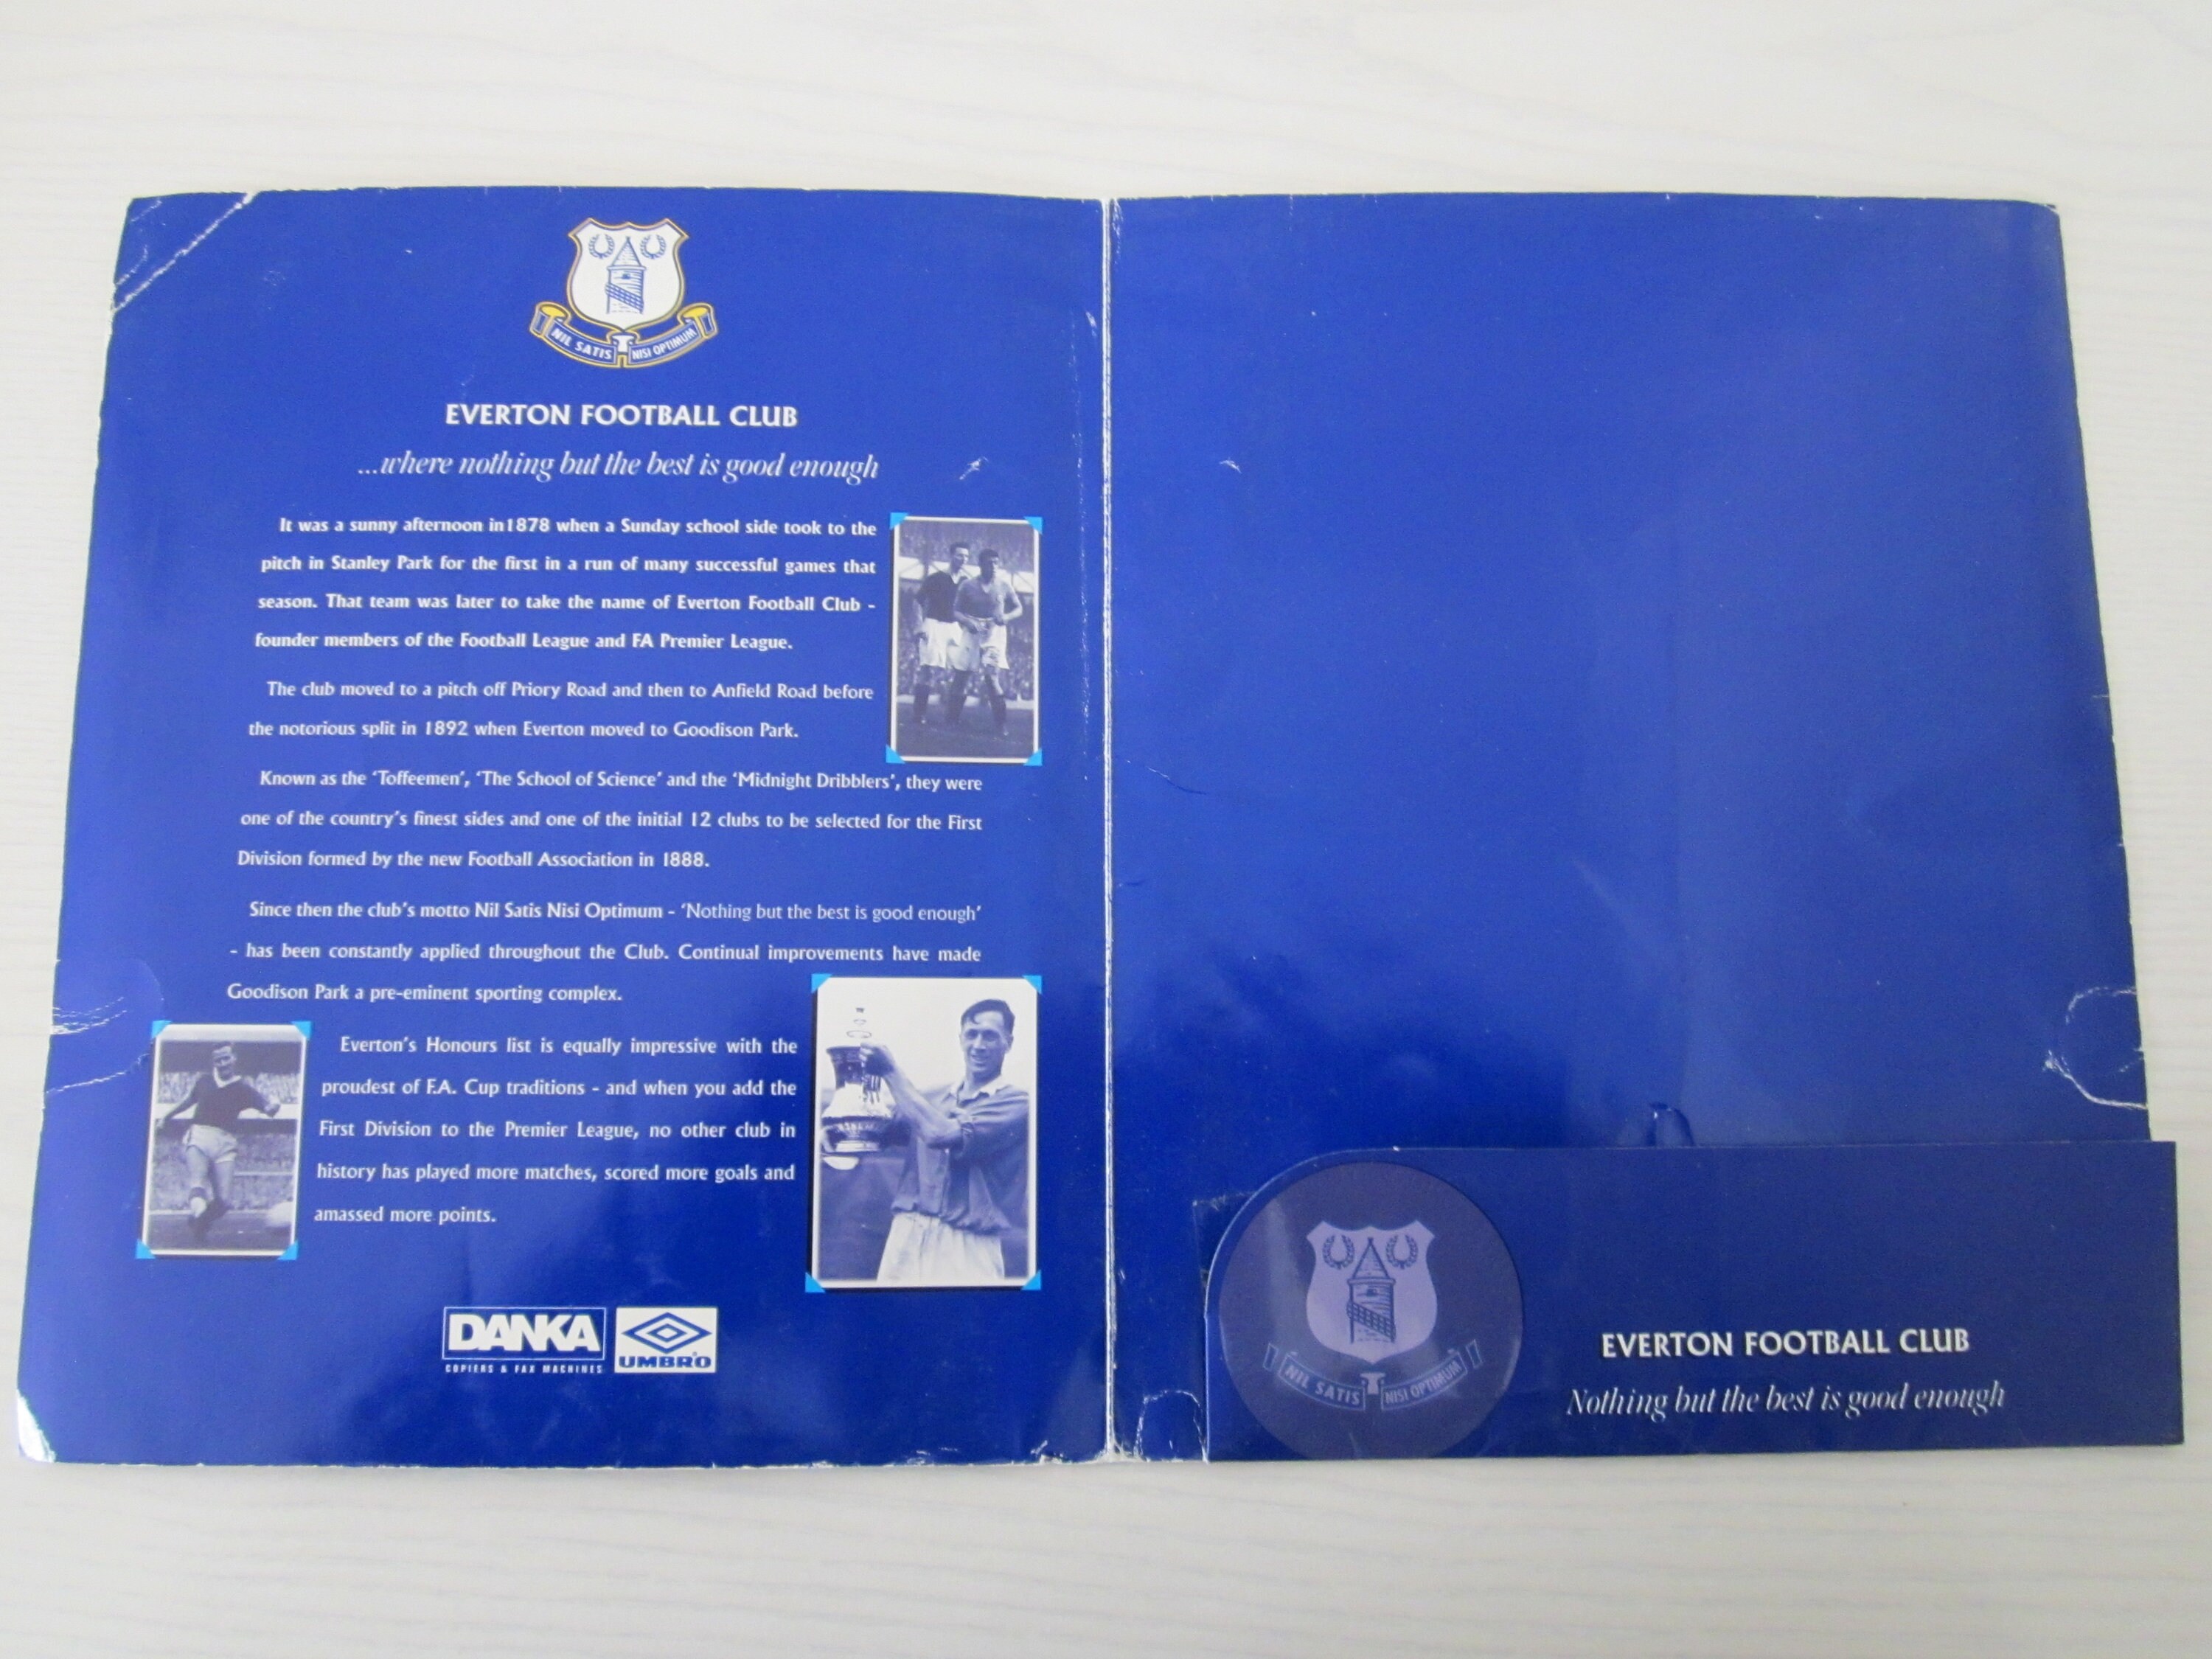 NIL SATIS NISI OPTIMUM
EVERTON FOOTBALL CLUB
...where nothing but the best is good enough
It was a sunny afternoon in1878 when a Sunday school side took to the
pitch in Stanley Park for the first in a run of many successful games that
season. That team was later to take the name of Everton Football Club -
founder members of the Football League and FA Premier League.
The club moved to a pitch off Priory Road and then to Anfield Road before
the notorious split in 1892 when Everton moved to Goodison Park.
Known as the ‘Toffeemen’, ‘The School of Science’ and the ‘Midnight Dribblers’, they were
one of the country’s finest sides and one of the initial 12 clubs to be selected for the First
Division formed by the new Football Association in 1888.
Since then the club’s motto Nil Satis Nisi Optimum - ‘Nothing but the best is good enough’
- has been constantly applied throughout the Club. Continual improvements have made
Goodison Park a pre-eminent sporting complex.
Everton’s Honours list is equally impressive with the
proudest of F.A. Cup traditions - and when you add the
First Division to the Premier League, no other club in
history has played more matches, scored more goals and
amassed more points.
DANKA
COPIERS & FAX MACHINES
UMBRO
NIL SATIS NISI OPTIMUM
EVERTON FOOTBALL CLUB
Nothing but the best is good enough